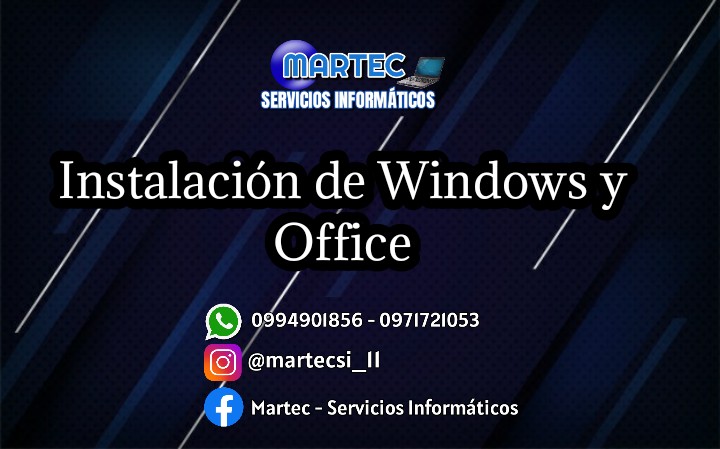 MARTEC
SERVICIOS INFORMÁTICOS
Instalación de Windows y
Office
0994901856 - 0971721053
@martecsi_11
Martec - Servicios Informáticos